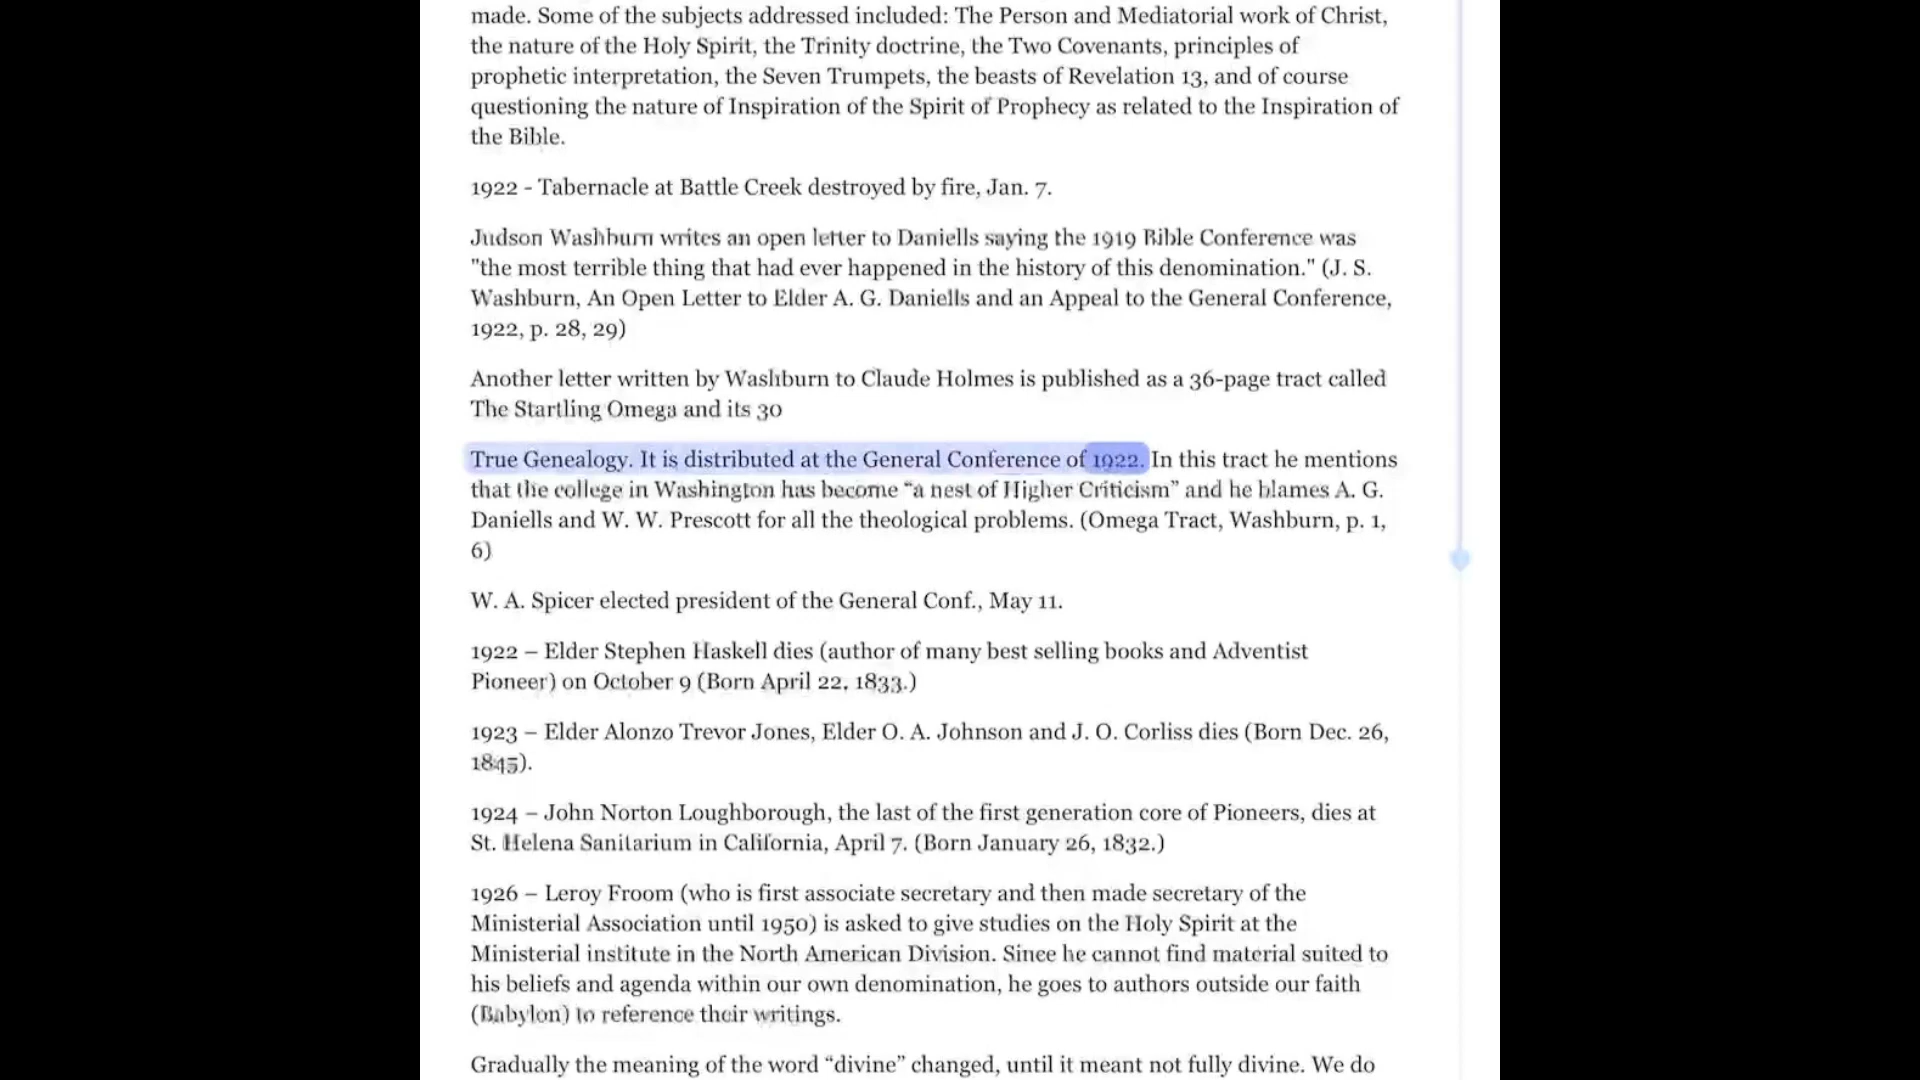 made. Some of the subjects addressed included: The Person and Mediatorial work of Christ,
the nature of the Holy Spirit, the Trinity doctrine, the Two Covenants, principles of
prophetic interpretation, the Seven Trumpets, the beasts of Revelation 13, and of course
questioning the nature of Inspiration of the Spirit of Prophecy as related to the Inspiration of
the Bible.
1922 - Tabernacle at Battle Creek destroyed by fire, Jan. 7.
Judson Washburn writes an open letter to Daniells saying the 1919 Bible Conference was
"the most terrible thing that had ever happened in the history of this denomination." (J. S.
Washburn, An Open Letter to Elder A. G. Daniells and an Appeal to the General Conference,
1922, p. 28, 29)
Another letter written by Washburn to Claude Holmes is published as a 36-page tract called
The Startling Omega and its 30
True Genealogy. It is distributed at the General Conference of 1922. In this tract he mentions
that the college in Washington has become “a nest of Higher Criticism” and he blames A. G.
Daniells and W. W. Prescott for all the theological problems. (Omega Tract, Washburn, p. 1,
6)
W. A. Spicer elected president of the General Conf., May 11.
1922 – Elder Stephen Haskell dies (author of many best selling books and Adventist
Pioneer) on October 9 (Born April 22, 1833.)
1923 – Elder Alonzo Trevor Jones, Elder O. A. Johnson and J. O. Corliss dies (Born Dec. 26,
1845).
1924 – John Norton Loughborough, the last of the first generation core of Pioneers, dies at
St. Helena Sanitarium in California, April 7. (Born January 26, 1832.)
1926 – Leroy Froom (who is first associate secretary and then made secretary of the
Ministerial Association until 1950) is asked to give studies on the Holy Spirit at the
Ministerial institute in the North American Division. Since he cannot find material suited to
his beliefs and agenda within our own denomination, he goes to authors outside our faith
(Babylon) to reference their writings.
Gradually the meaning of the word “divine” changed, until it meant not fully divine. We do